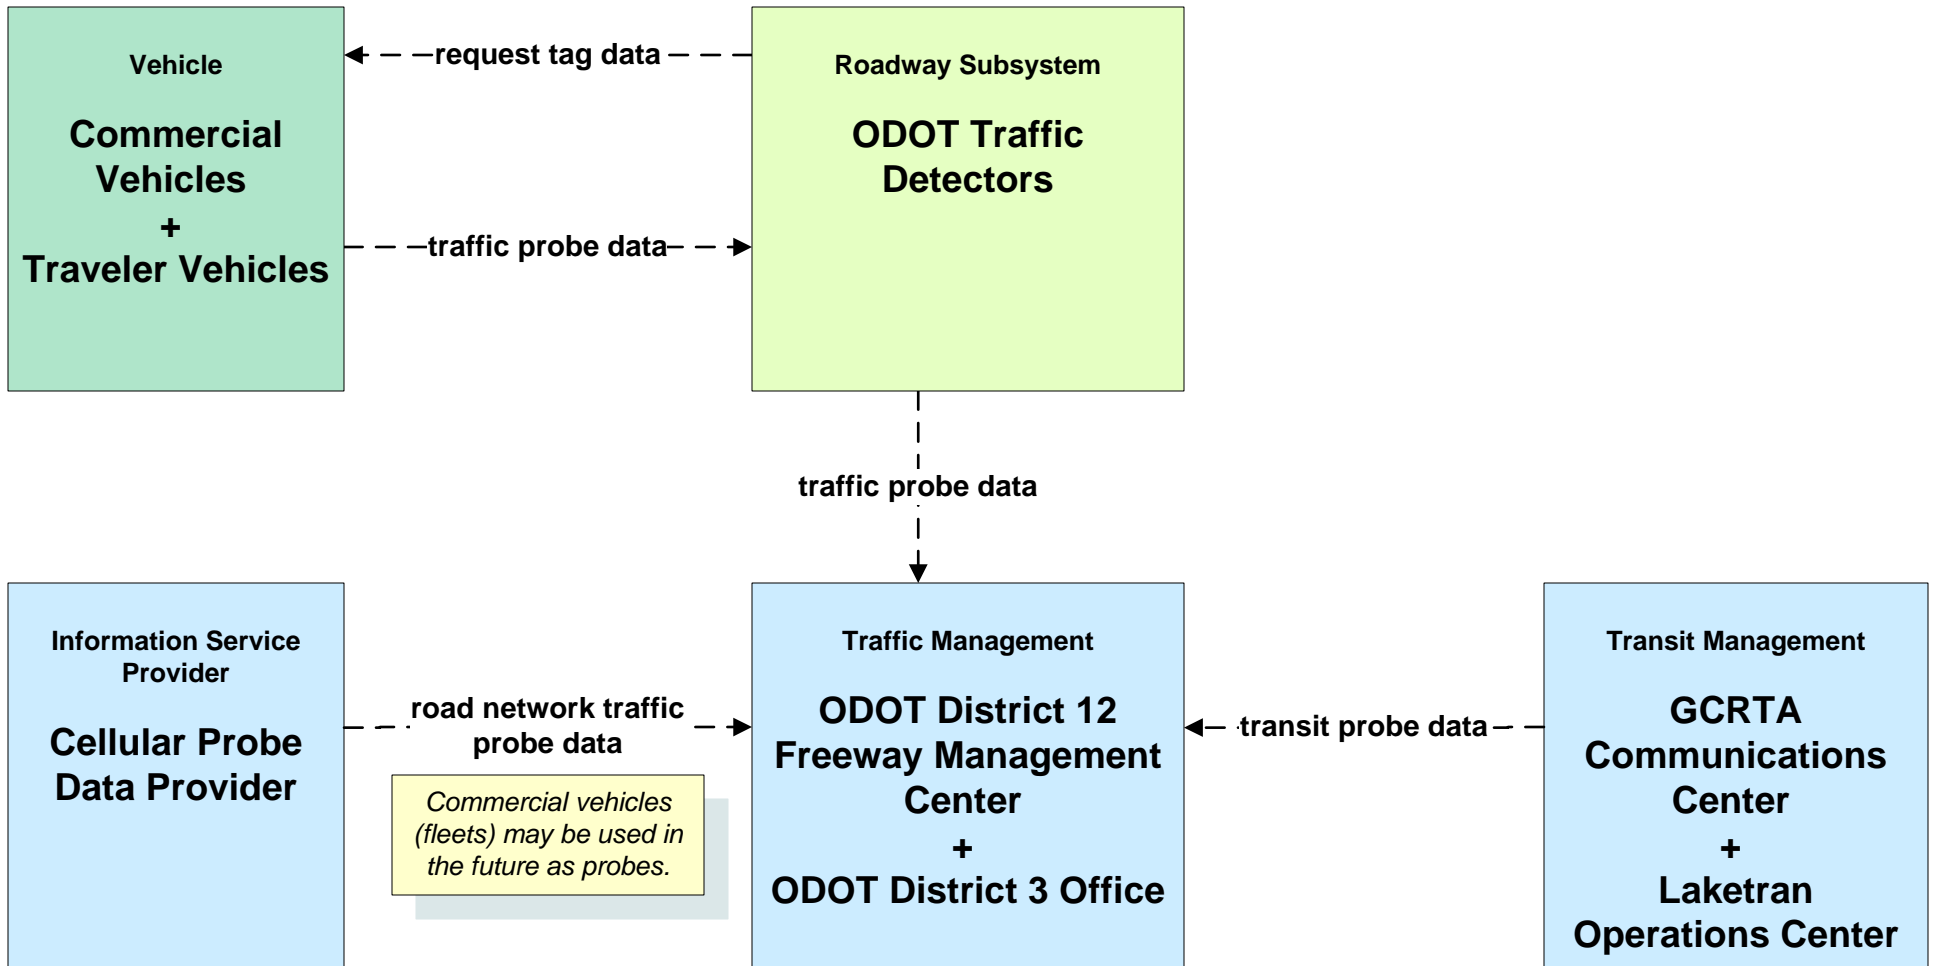 Vehicle
Commercial
Vehicles
+
Traveler Vehicles
request tag data
traffic probe data
Roadway Subsystem
ODOT Traffic
Detectors
traffic probe data
Information Service
Provider
Cellular Probe
Data Provider
road network traffic
probe data
Commercial vehicles
(fleets) may be used in
the future as probes.
Traffic Management
ODOT District 12
Freeway Management
Center
+
ODOT District 3 Office
transit probe data
Transit Management
GCRTA
Communications
Center
+
Laketran
Operations Center